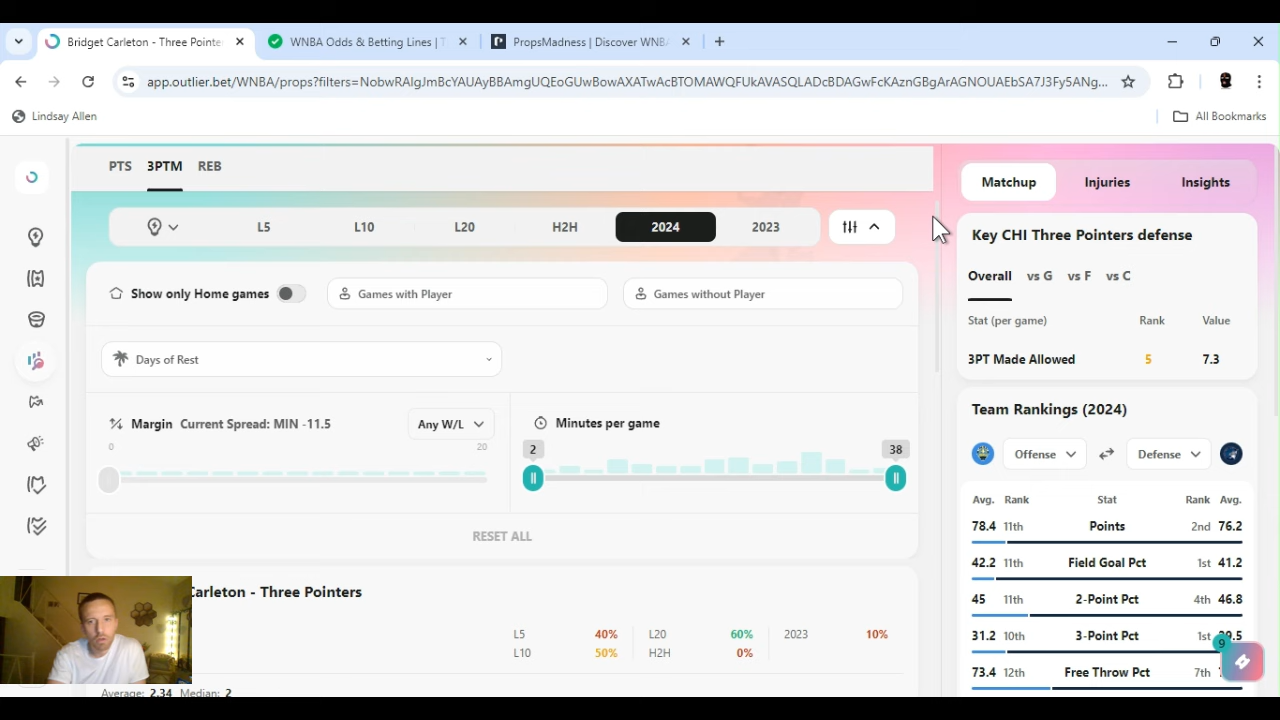 Bridget Carleton - Three Pointe
WNBA Odds & Betting Lines | T
PropsMadness | Discover WNB
app.outlier.bet/WNBA/props?filters=NobwRAlgJmBcYAUAyBBAmgUQEoGUwBowAXATwAcBTOMAWQFUkAVASQLADcBDAGwFcKAznGBgArAGNOUAEbSA7J3Fy5ANg...
Lindsay Allen
All Bookmarks
PTS 3PTM REB
L5 L10 L20 H2H 2024 2023
Show only Home games
Games with Player
Games without Player
Days of Rest
Margin Current Spread: MIN -11.5
Any W/L
0 20
Minutes per game
2 38
RESET ALL
Carleton - Three Pointers
L5 40% L20 60% 2023 10%
L10 50% H2H 0%
Average: 2.34 Median: 2
Matchup Injuries Insights
Key CHI Three Pointers defense
Overall vs G vs F vs C
Stat (per game) Rank Value
3PT Made Allowed 5 7.3
Team Rankings (2024)
Offense Defense
Avg. Rank Stat Rank Avg.
78.4 11th Points 2nd 76.2
42.2 11th Field Goal Pct 1st 41.2
45 11th 2-Point Pct 4th 46.8
31.2 10th 3-Point Pct 1st 9.5
9
73.4 12th Free Throw Pct 7th